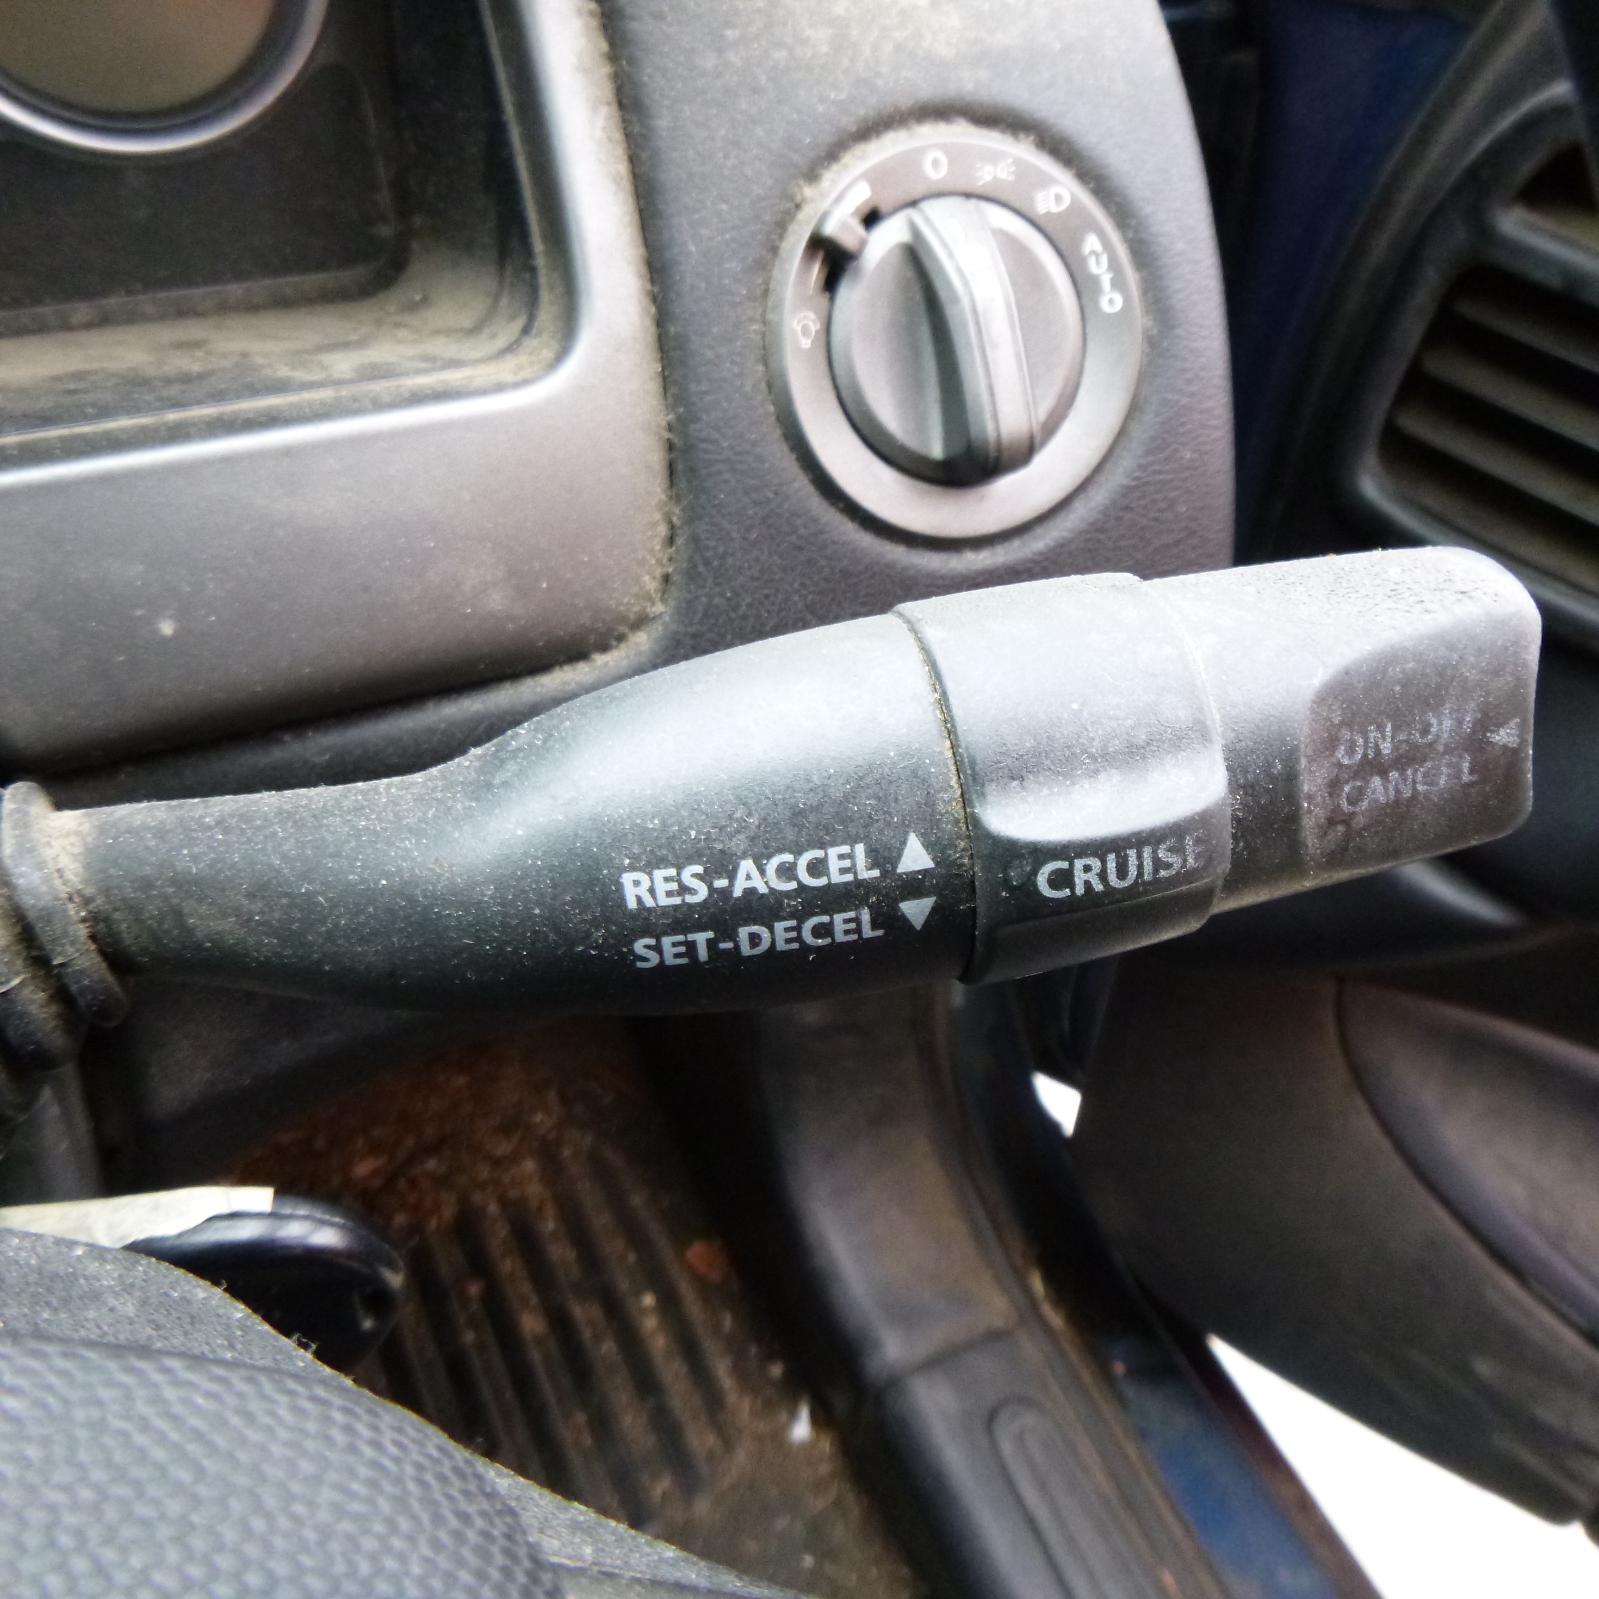 O
AUTO
RES-ACCEL ▲
SET-DECEL ▼
CRUISE
ON-OFF ◄
CANCEL